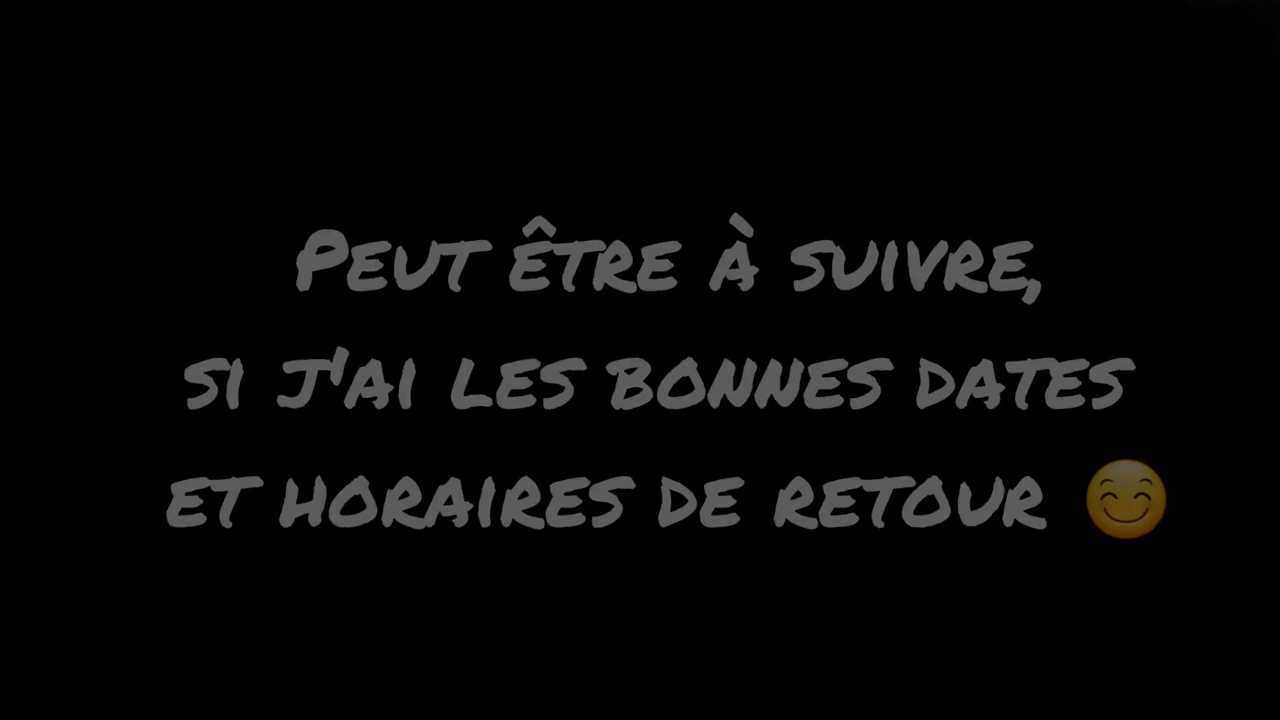 Peut être à suivre,
si j'ai les bonnes dates
et horaires de retour 😊